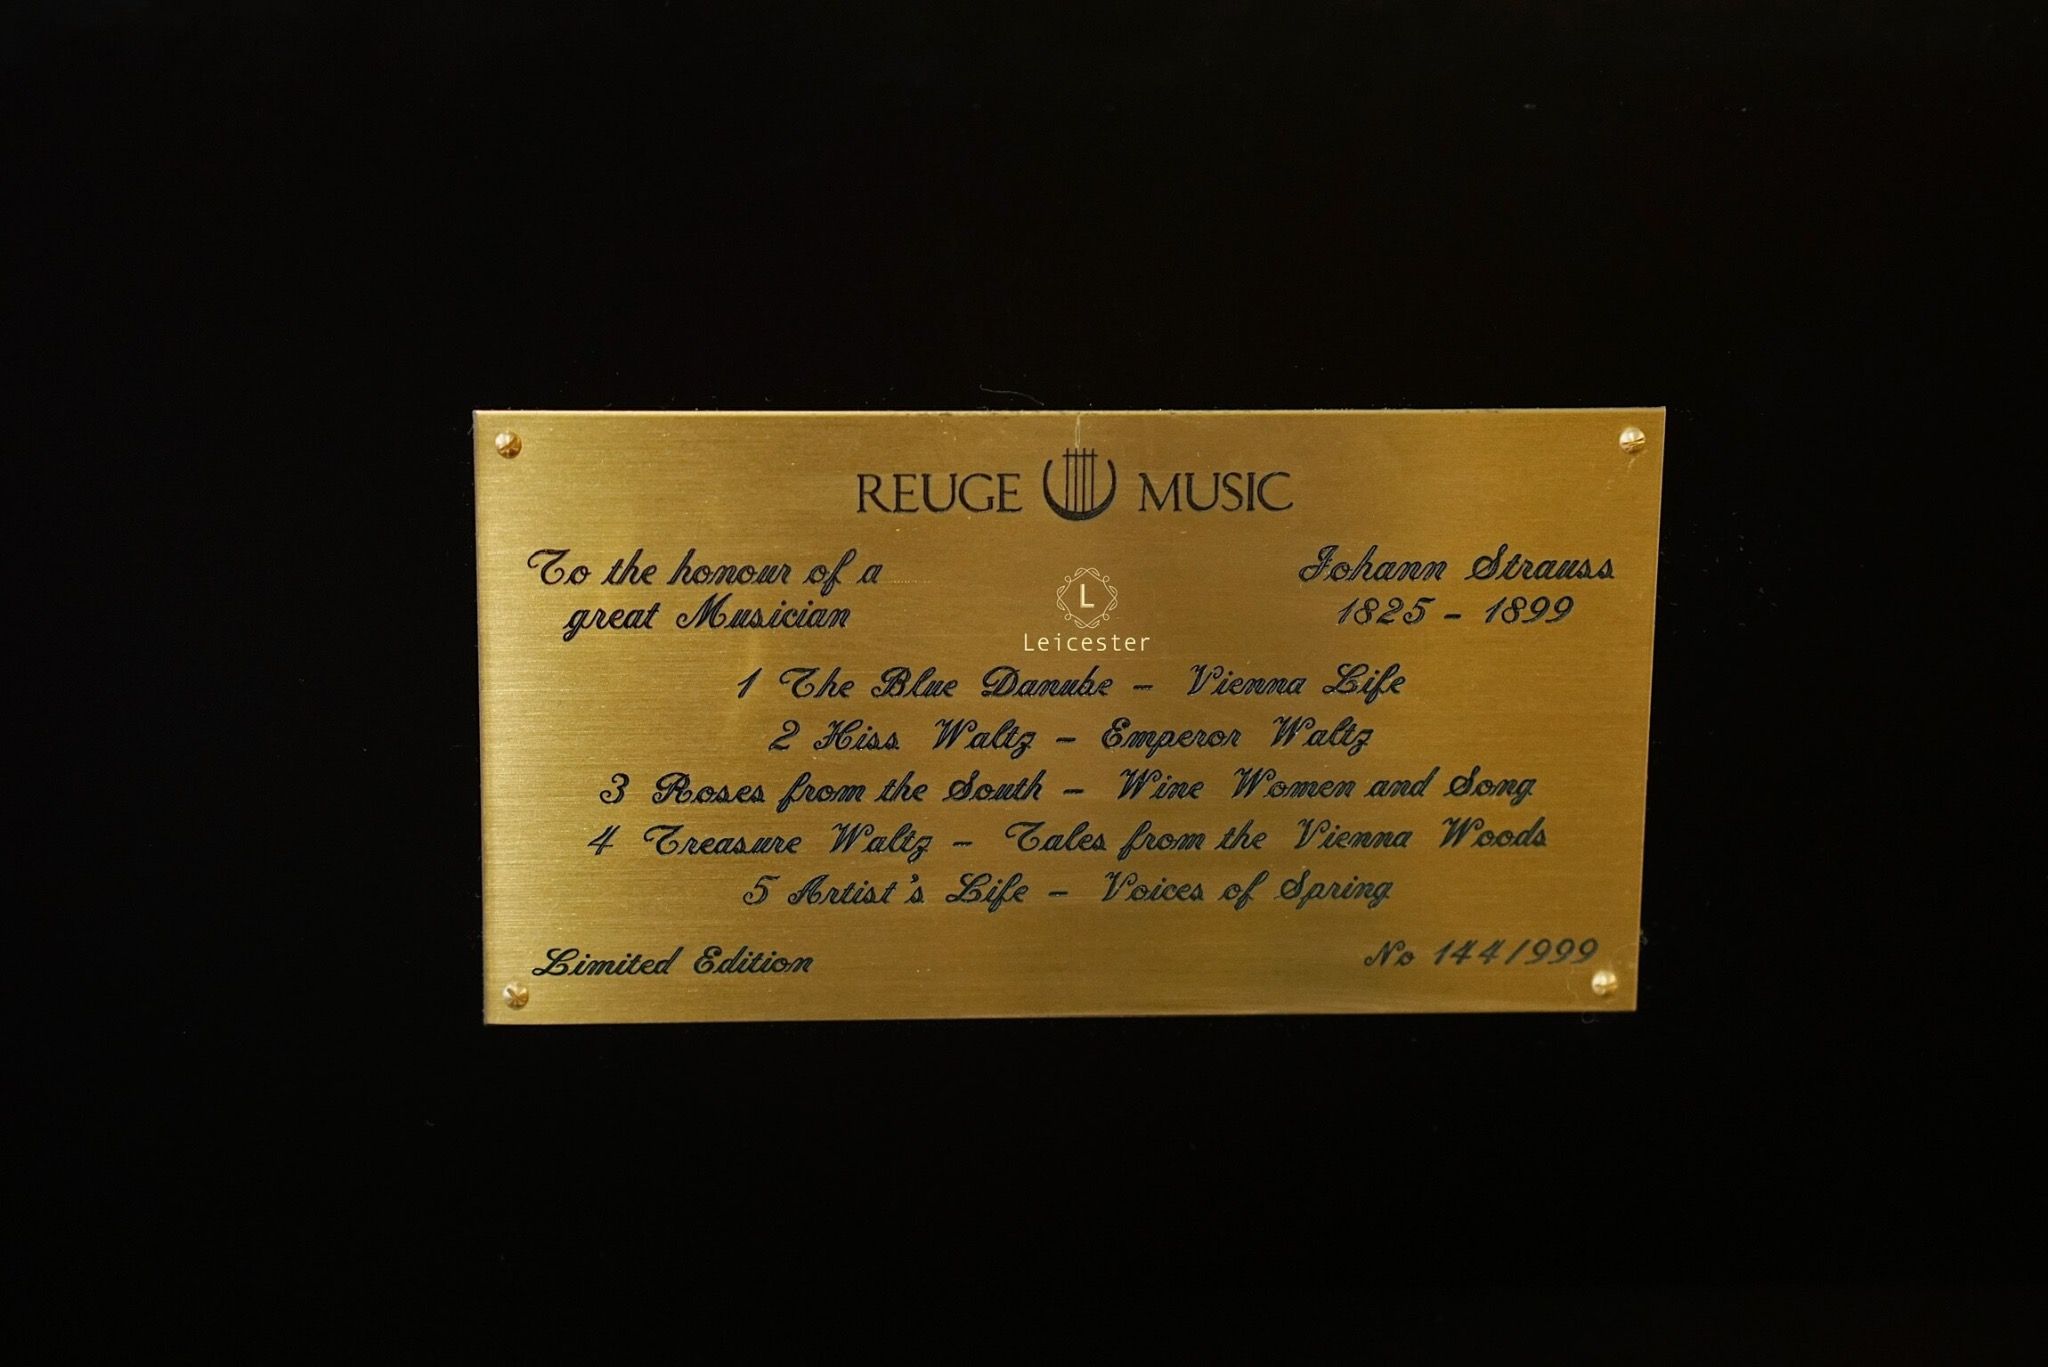 REUGE MUSIC
To the honour of a
great Musician
Johann Strauss
1825 - 1899
L
Leicester
1 The Blue Danube - Vienna Life
2 Kiss Waltz - Emperor Waltz
3 Roses from the South - Wine Women and Song
4 Treasure Waltz - Tales from the Vienna Woods
5 Artist's Life - Voices of Spring
Limited Edition
No 144/999